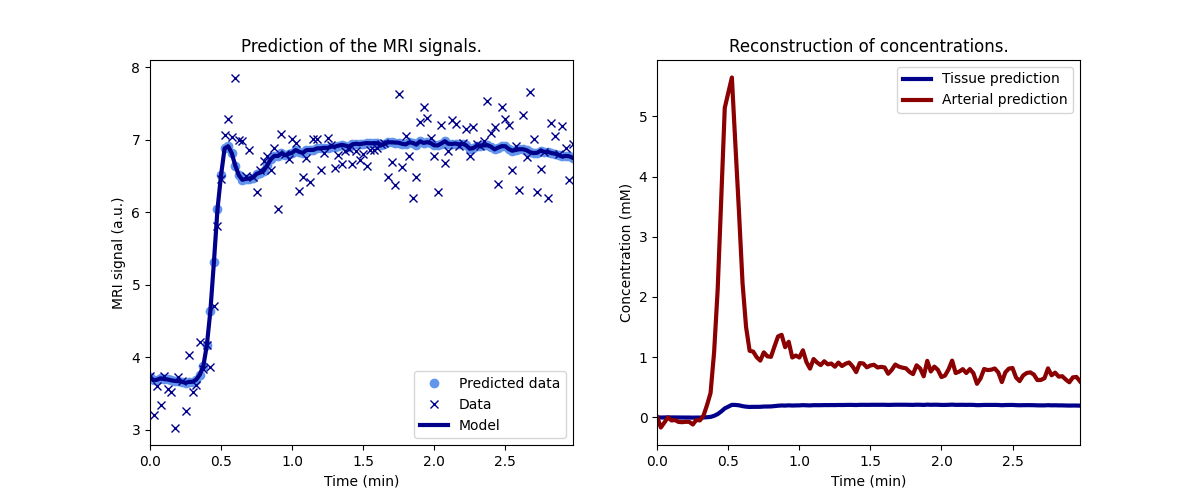 Prediction of the MRI signals.
8
7
6
5
4
3
MRI signal (a.u.)
0.0
0.5
1.0
1.5
2.0
2.5
Time (min)
Predicted data
Data
Model
Reconstruction of concentrations.
5
4
3
2
1
0
Concentration (mM)
0.0
0.5
1.0
1.5
2.0
2.5
Time (min)
Tissue prediction
Arterial prediction